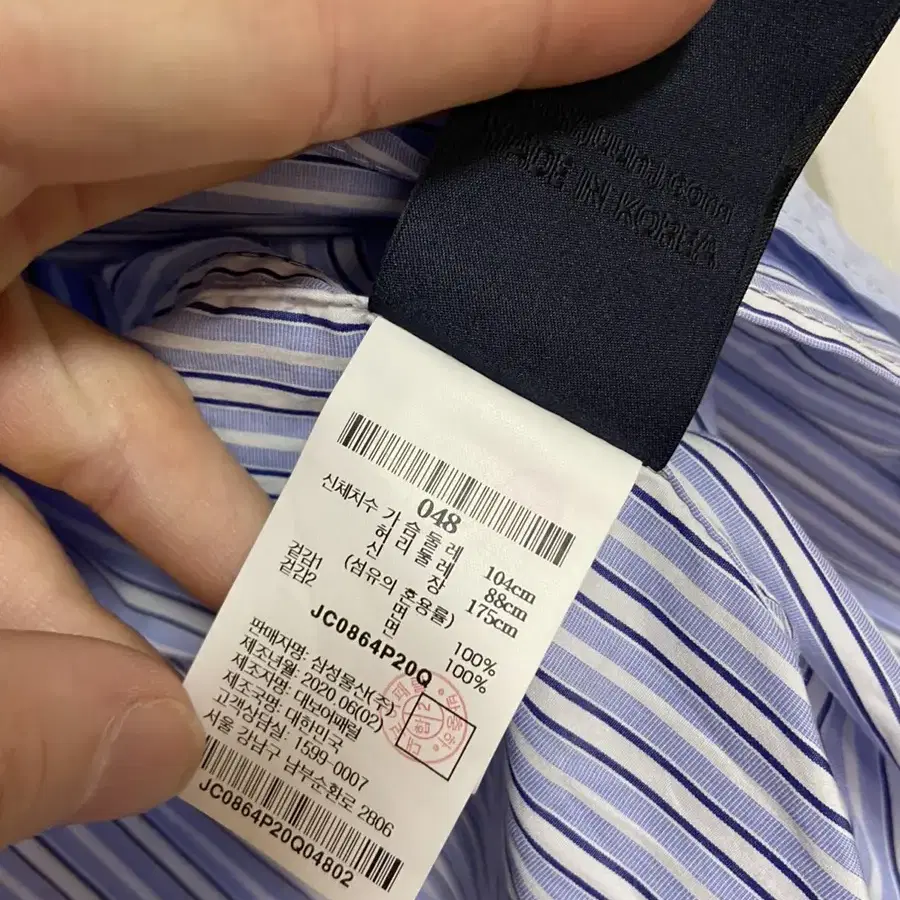 MADE IN KOREA
048
신체치수 가슴둘레 104cm
허리둘레 88cm
신장 175cm
(섬유의 혼용률)
겉감1 면 100%
겉감2 면 100%
JC0864P20Q
판매자명: 삼성물산(주)
제조년월: 2020.06(02)
제조자명: 대보어패럴
제조국명: 대한민국
고객상담실: 1599-0007
서울 강남구 남부순환로 2806
JC0864P20Q04802